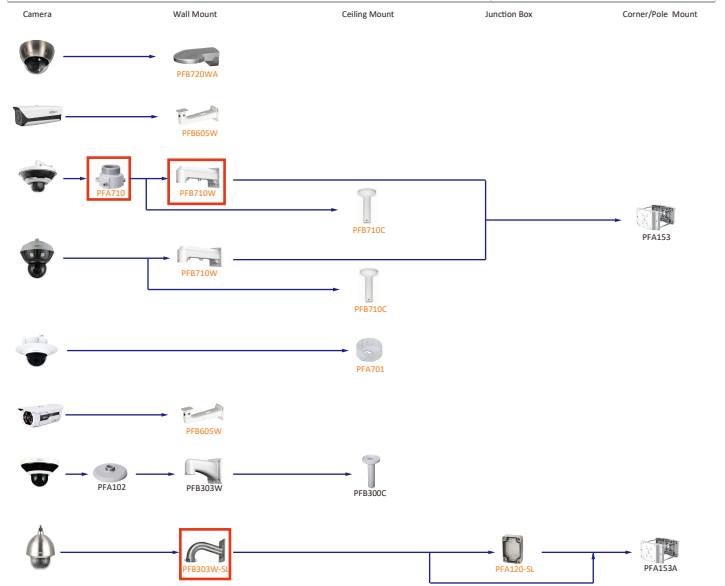 Camera Wall Mount Ceiling Mount Junction Box Corner/Pole Mount
PFB720WA
PFB605W
PFA710 PFB710W
PFB710C
PFA153
PFB710W
PFB710C
PFA701
PFB605W
PFA102 PFB303W PFB300C
PFB303W-SL PFA120-SL PFA153A